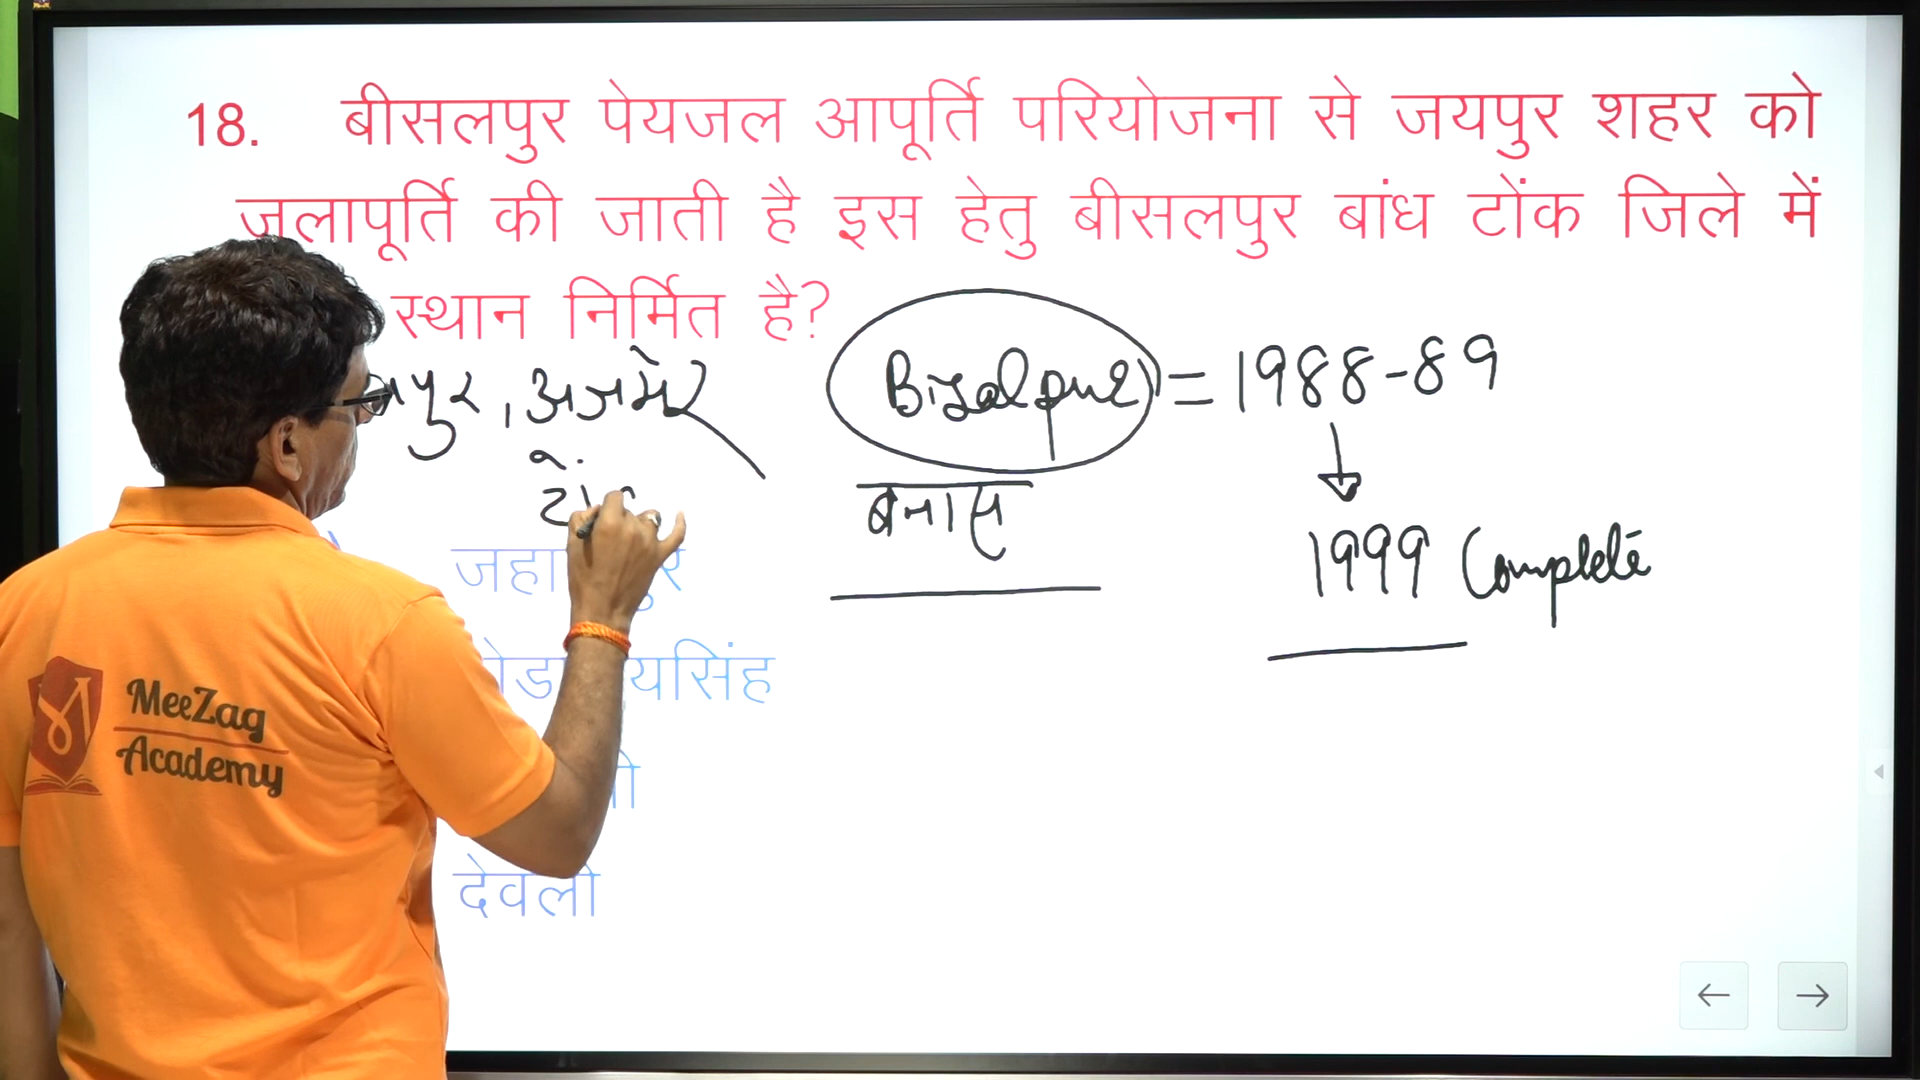 18. बीसलपुर पेयजल आपूर्ति परियोजना से जयपुर शहर को
जलापूर्ति की जाती है इस हेतु बीसलपुर बांध टोंक जिले में
स्थान निर्मित है?
अजमेर
Bisalpur = 1988-89
बनास
1999 Complete
देवली
MeeZag
Academy